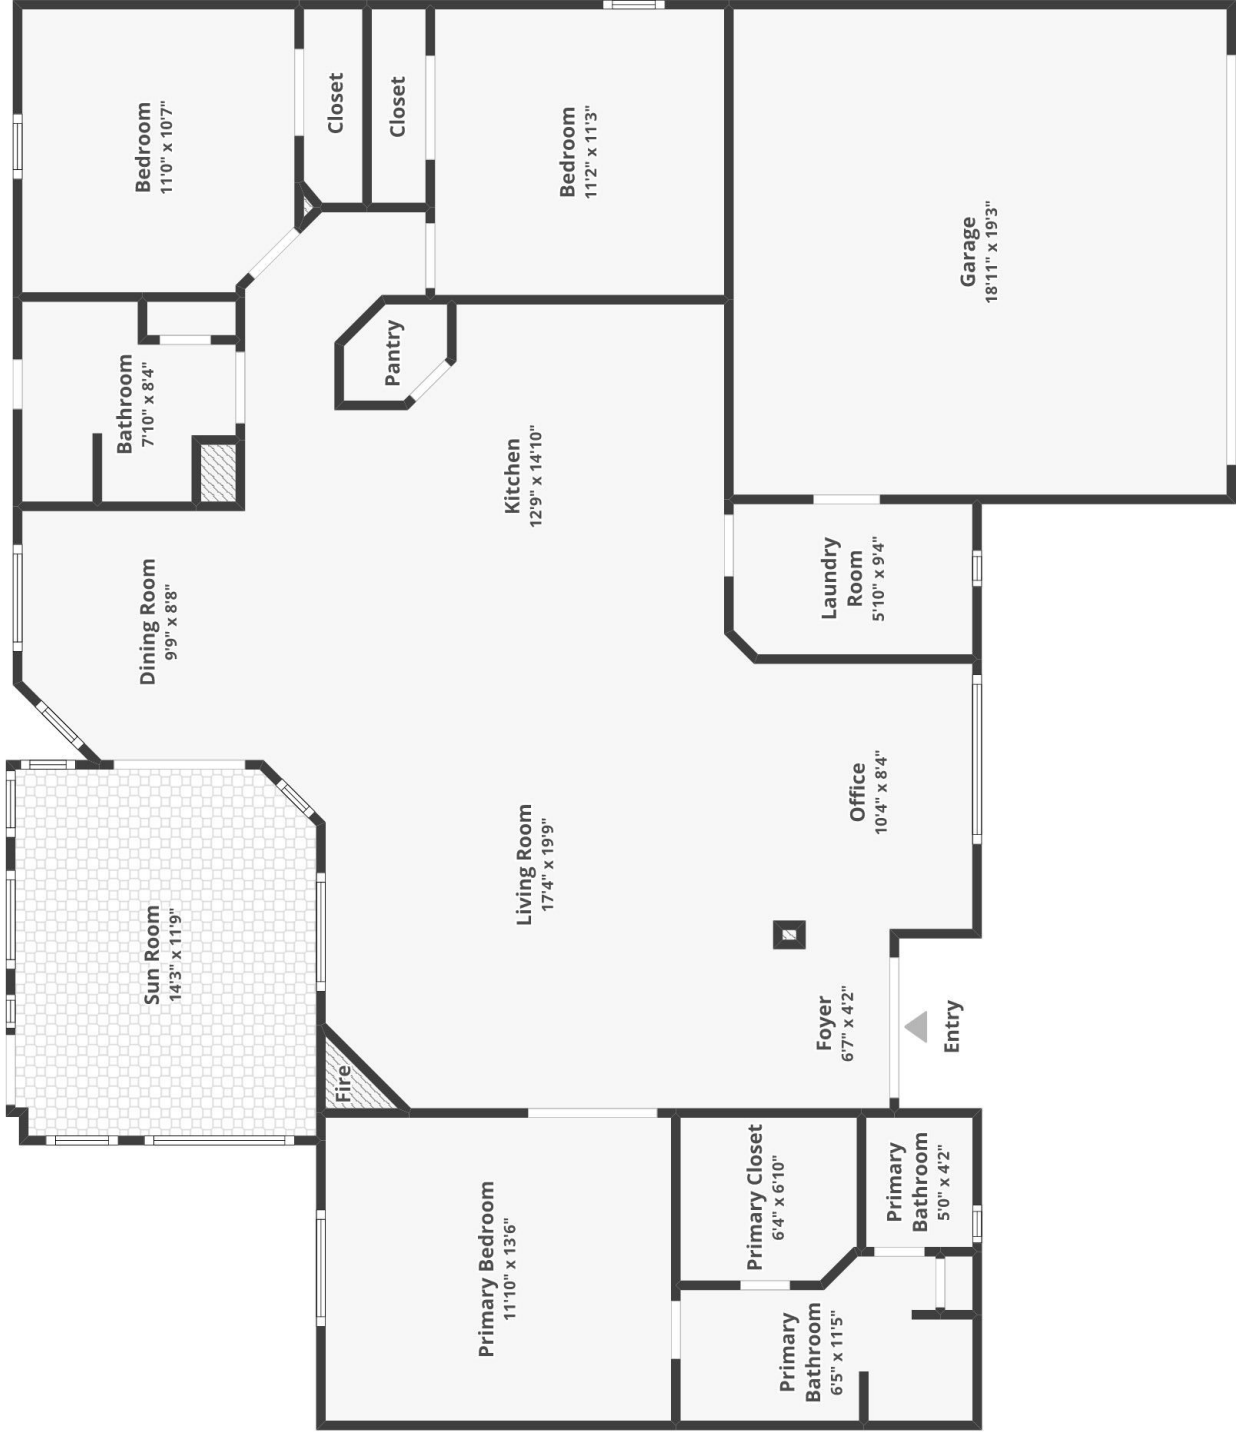 Bedroom
11'0" x 10'7"
Closet
Closet
Bedroom
11'2" x 11'3"
Garage
18'11" x 19'3"
Bathroom
7'10" x 8'4"
Pantry
Kitchen
12'9" x 14'10"
Laundry
Room
5'10" x 9'4"
Dining Room
9'9" x 8'8"
Office
10'4" x 8'4"
Living Room
17'4" x 19'9"
Sun Room
14'3" x 11'9"
Foyer
6'7" x 4'2"
Entry
Fire
Primary Bedroom
11'10" x 13'6"
Primary Closet
6'4" x 6'10"
Primary
Bathroom
5'0" x 4'2"
Primary
Bathroom
6'5" x 11'5"